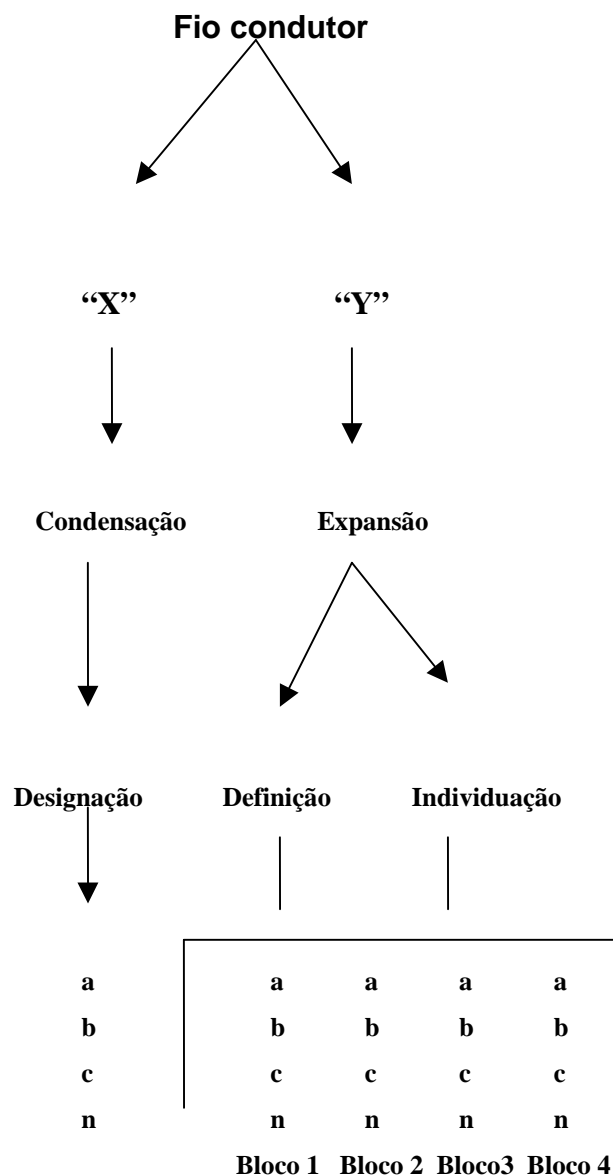 Fio condutor
“X” “Y”
Condensação Expansão
Designação Definição Individuação
a a a a a
b b b b b
c c c c c
n n n n n
Bloco 1 Bloco 2 Bloco3 Bloco 4